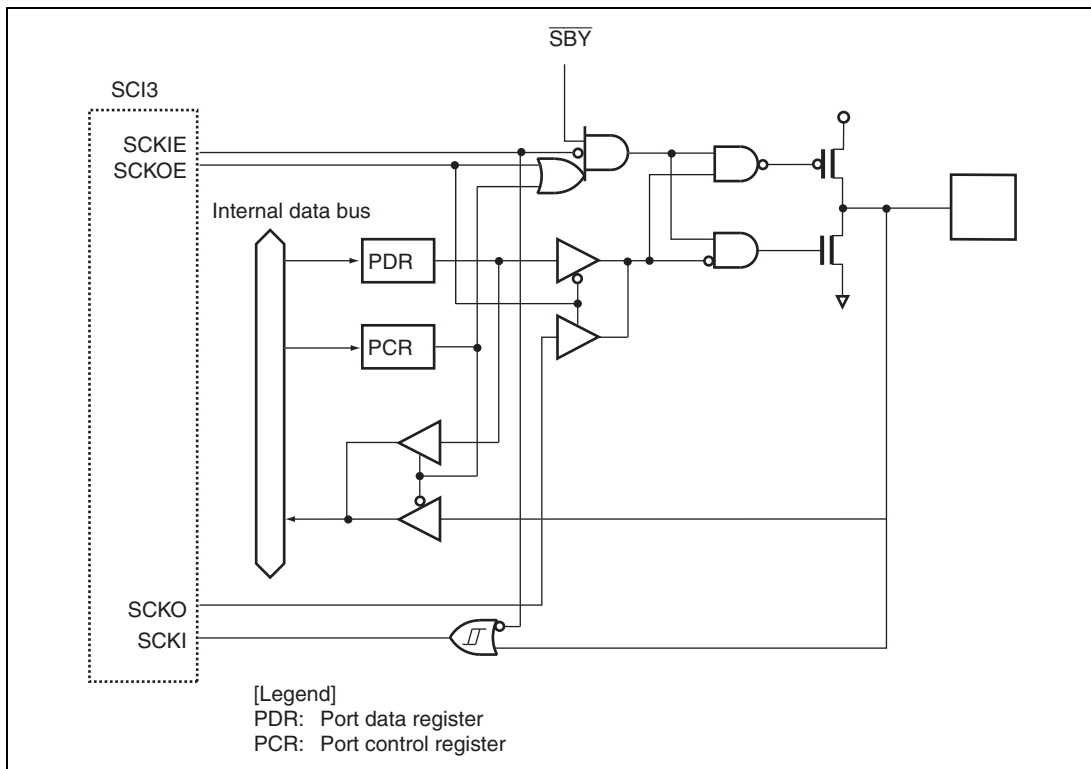 SBY
SCI3
SCKIE
SCKOE
Internal data bus
PDR
PCR
SCKO
SCKI
[Legend]
PDR: Port data register
PCR: Port control register